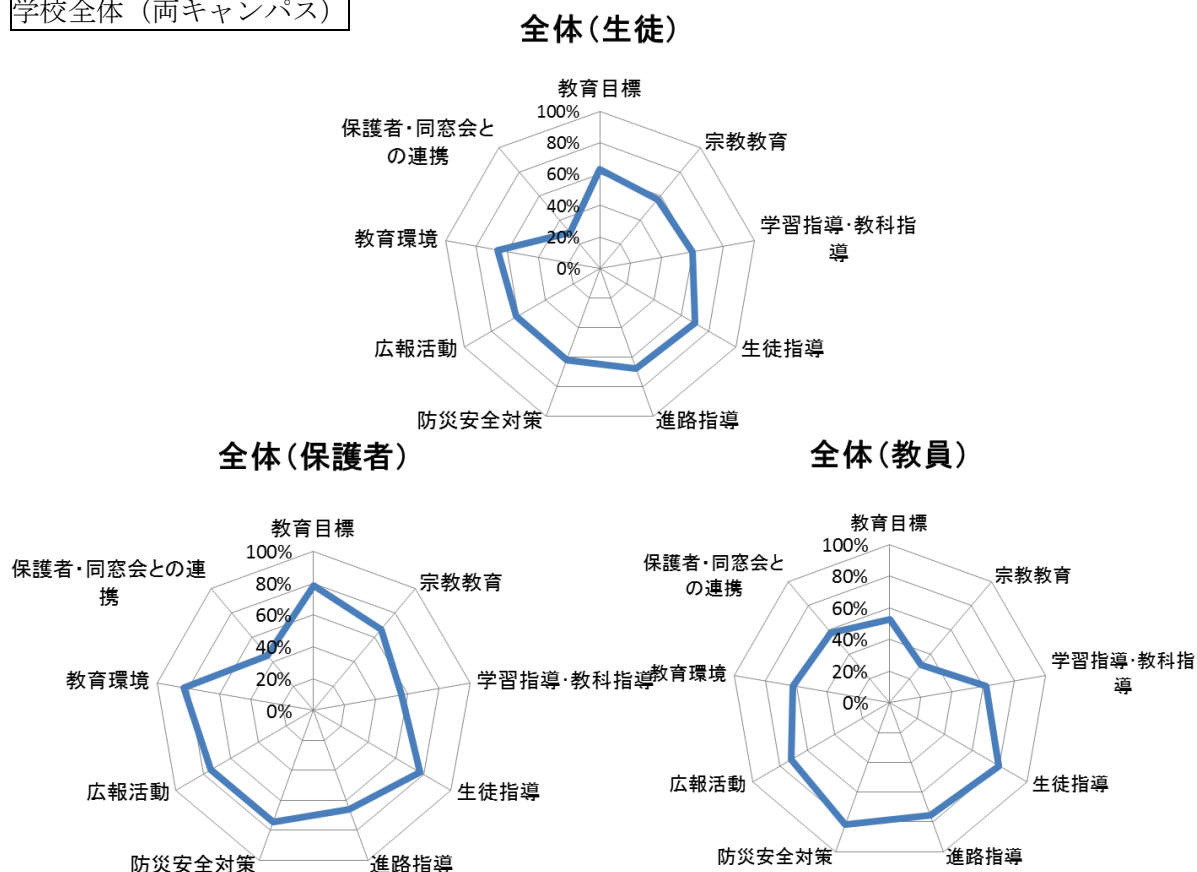 学校全体（両キャンパス）
全体(生徒)
教育目標
100%
80%
60%
40%
20%
0%
宗教教育
学習指導･教科指
導
生徒指導
進路指導
防災安全対策
広報活動
教育環境
保護者･同窓会と
の連携
全体(保護者)
教育目標
100%
80%
60%
40%
20%
0%
宗教教育
学習指導･教科指導
生徒指導
進路指導
防災安全対策
広報活動
教育環境
保護者･同窓会との連
携
全体(教員)
教育目標
100%
80%
60%
40%
20%
0%
宗教教育
学習指導･教科指
導
生徒指導
進路指導
防災安全対策
広報活動
教育環境
保護者･同窓会と
の連携